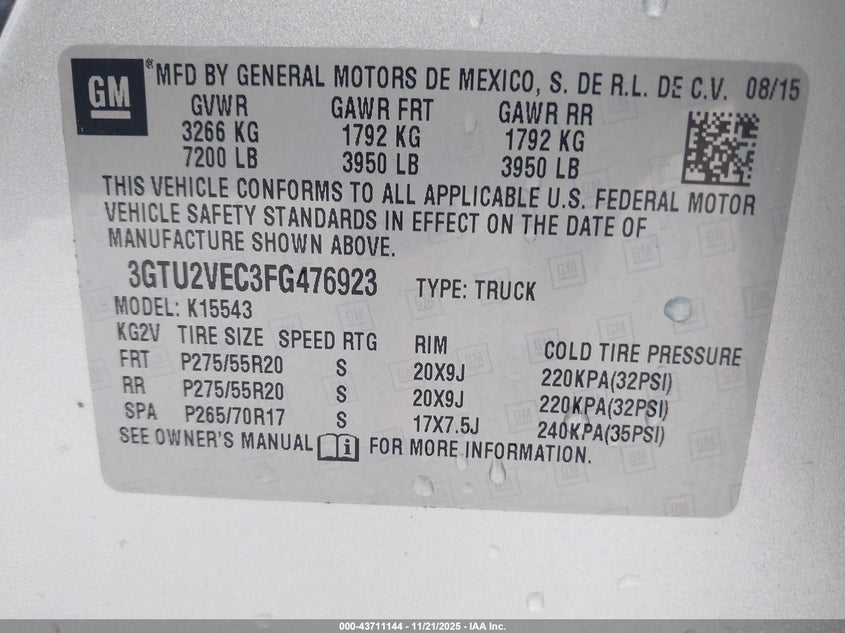 GM ® MFD BY GENERAL MOTORS DE MEXICO, S. DE R.L. DE C.V. 08/15
GVWR GAWR FRT GAWR RR
3266 KG 1792 KG 1792 KG
7200 LB 3950 LB 3950 LB
THIS VEHICLE CONFORMS TO ALL APPLICABLE U.S. FEDERAL MOTOR
VEHICLE SAFETY STANDARDS IN EFFECT ON THE DATE OF
MANUFACTURE SHOWN ABOVE.
3GTU2VEC3FG476923 TYPE: TRUCK
MODEL: K15543
KG2V TIRE SIZE SPEED RTG RIM COLD TIRE PRESSURE
FRT P275/55R20 S 20X9J 220KPA(32PSI)
RR P275/55R20 S 20X9J 220KPA(32PSI)
SPA P265/70R17 S 17X7.5J 240KPA(35PSI)
SEE OWNER'S MANUAL i FOR MORE INFORMATION.
000-43711144 - 11/21/2025 - IAA Inc.